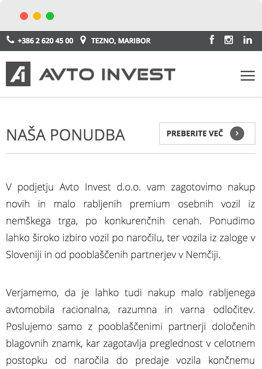 +386 2 620 45 00 TEZNO, MARIBOR
AVTO INVEST
NAŠA PONUDBA
PREBERITE VEČ
V podjetju Avto Invest d.o.o. vam zagotovimo nakup
novih in malo rabljenih premium osebnih vozil iz
nemškega trga, po konkurenčnih cenah. Ponudimo
lahko široko izbiro vozil po naročilu, ter vozila iz zaloge v
Sloveniji in od pooblaščenih partnerjev v Nemčiji.
Verjamemo, da je lahko tudi nakup malo rabljenega
avtomobila racionalna, razumna in varna odločitev.
Poslujemo samo z pooblaščenimi partnerji določenih
blagovnih znamk, kar zagotavlja preglednost v celotnem
postopku od naročila do predaje vozila končnemu